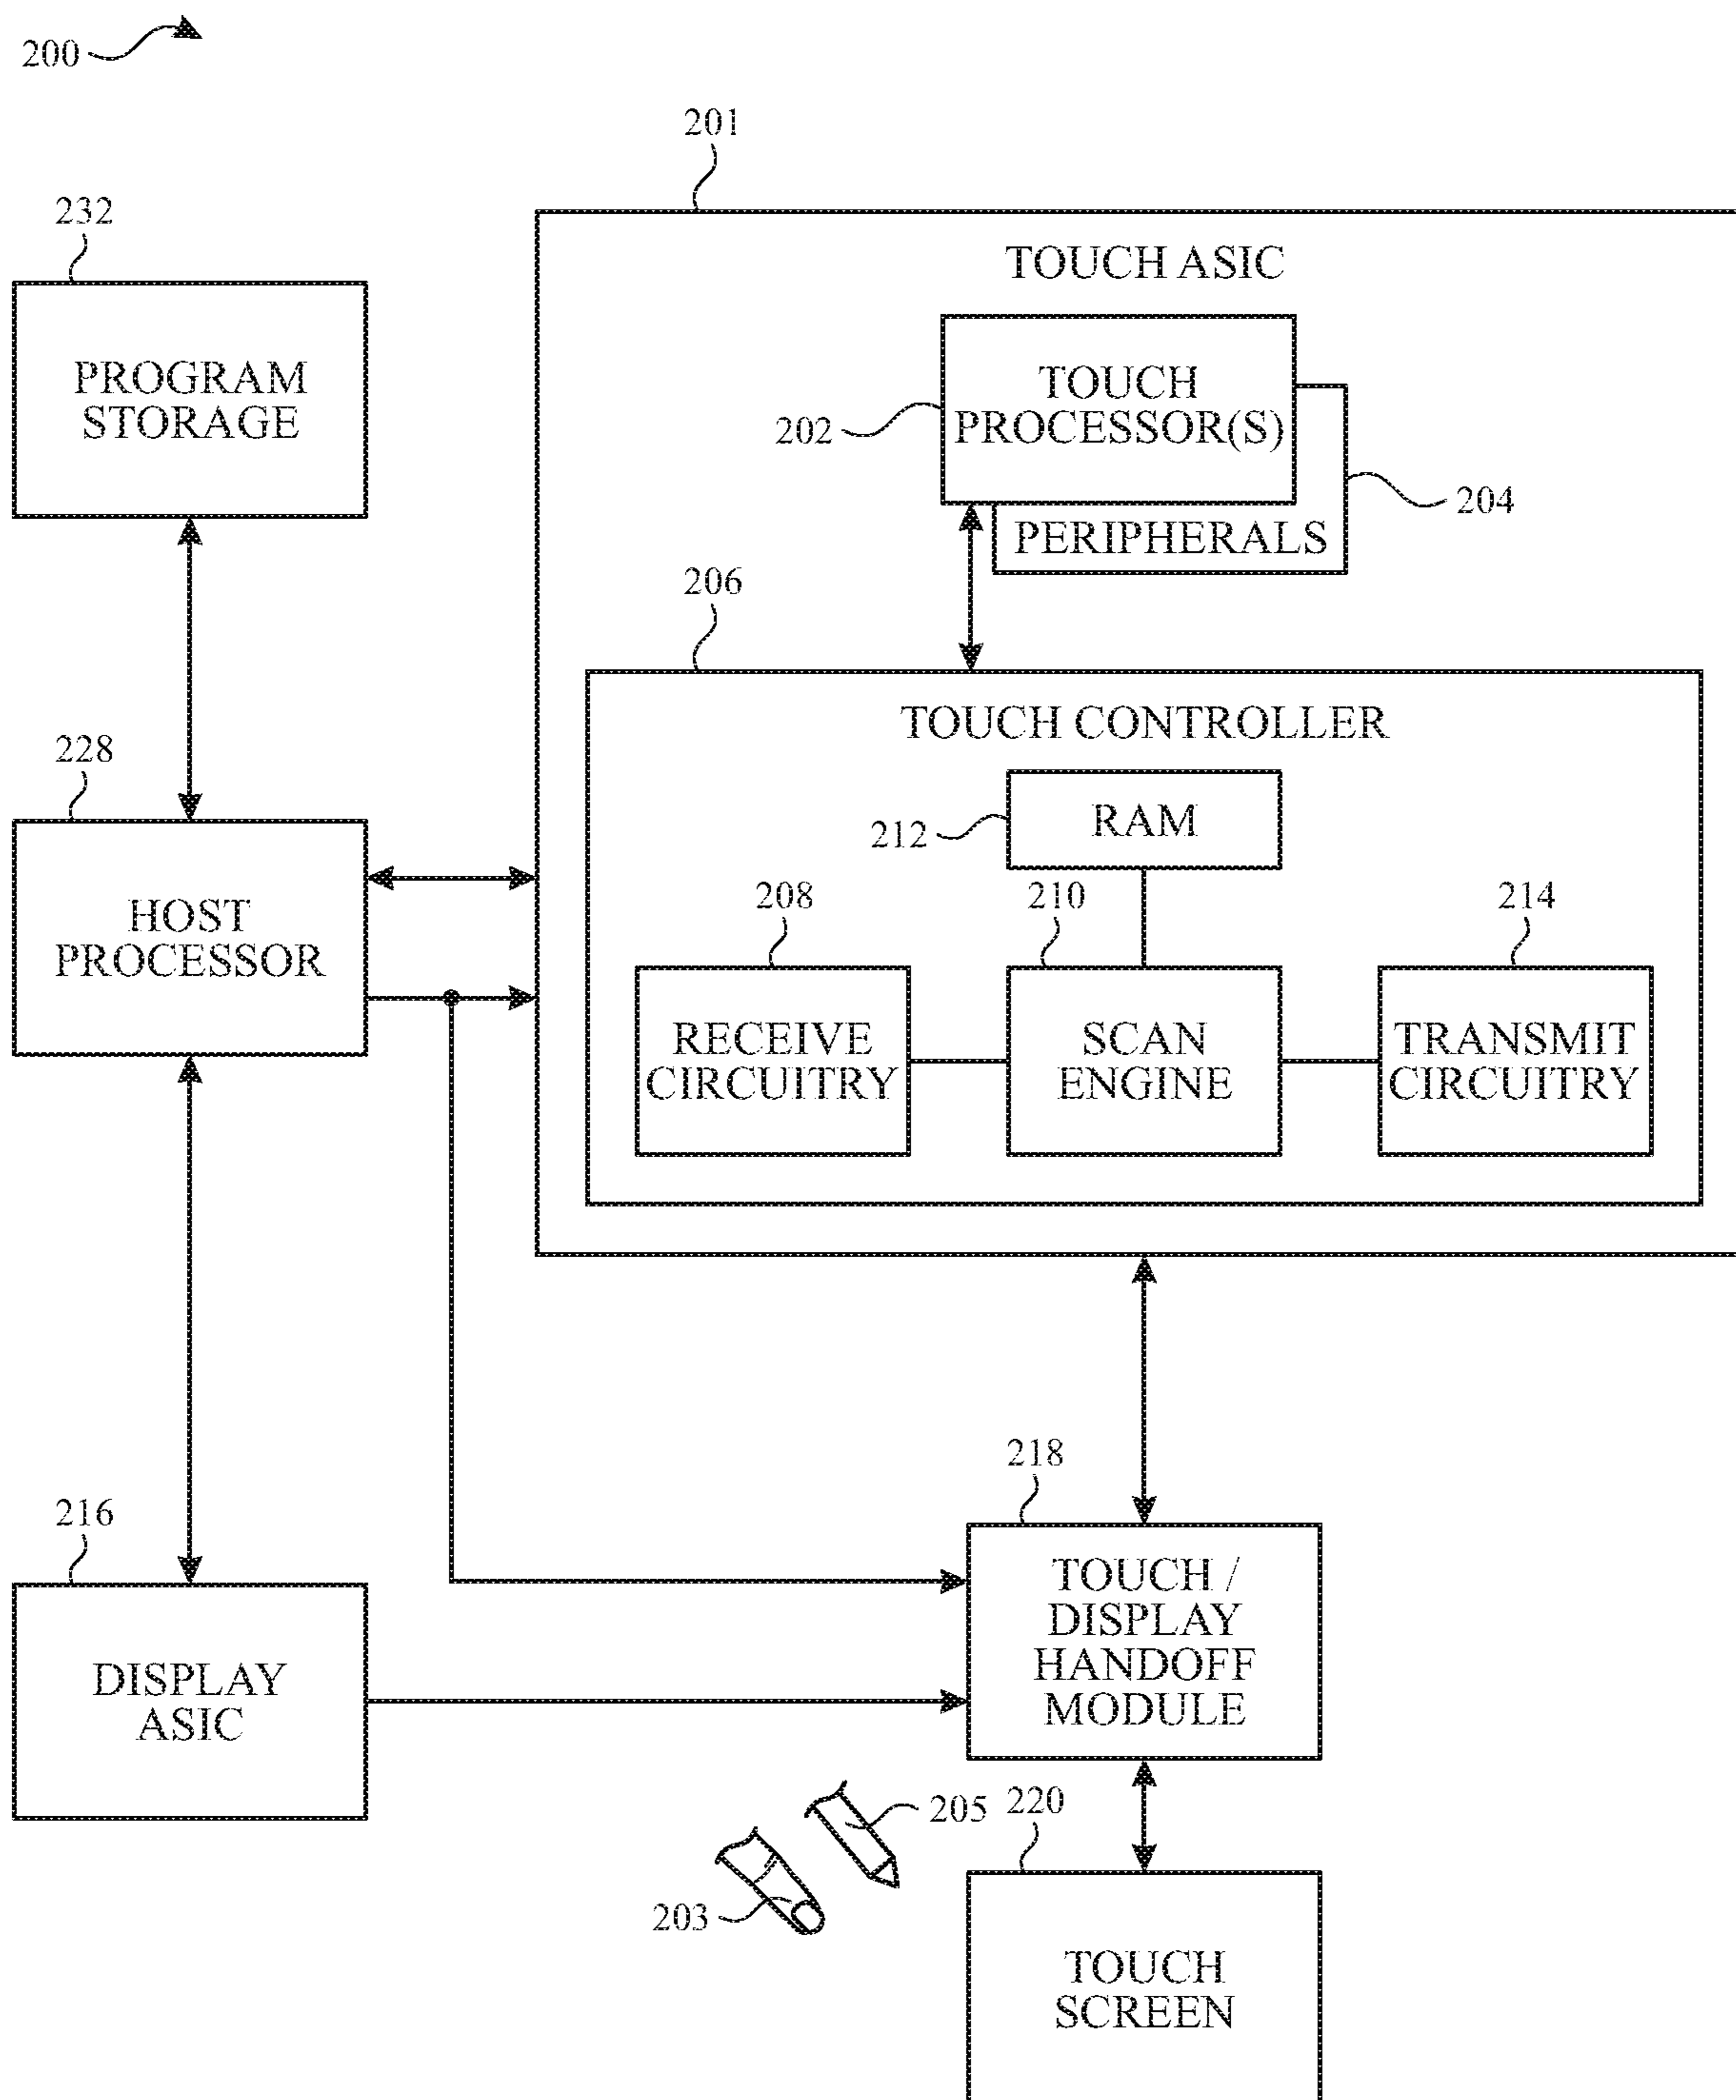 200
201
232
TOUCH ASIC
PROGRAM
STORAGE
TOUCH
PROCESSOR(S)
202
204
PERIPHERALS
206
TOUCH CONTROLLER
228
RAM
212
HOST
PROCESSOR
208
210
214
RECEIVE
CIRCUITRY
SCAN
ENGINE
TRANSMIT
CIRCUITRY
218
216
TOUCH /
DISPLAY
HANDOFF
MODULE
DISPLAY
ASIC
205
220
203
TOUCH
SCREEN